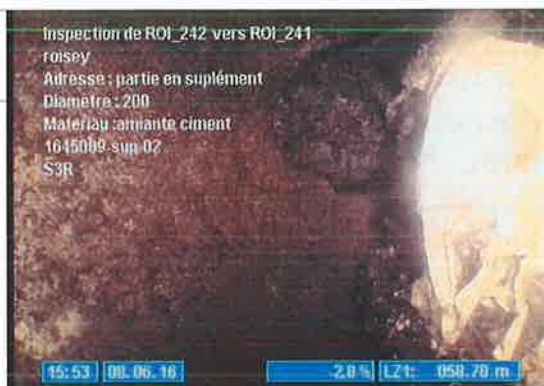 Inspection de ROI_242 vers ROI_241
roisey
Adresse : partie en suplément
Diamètre : 200
Materiau :amiante ciment
1645009-sup 02
S3R
15:53 08.06.16 -2.8 % LZ1: 058.78 m